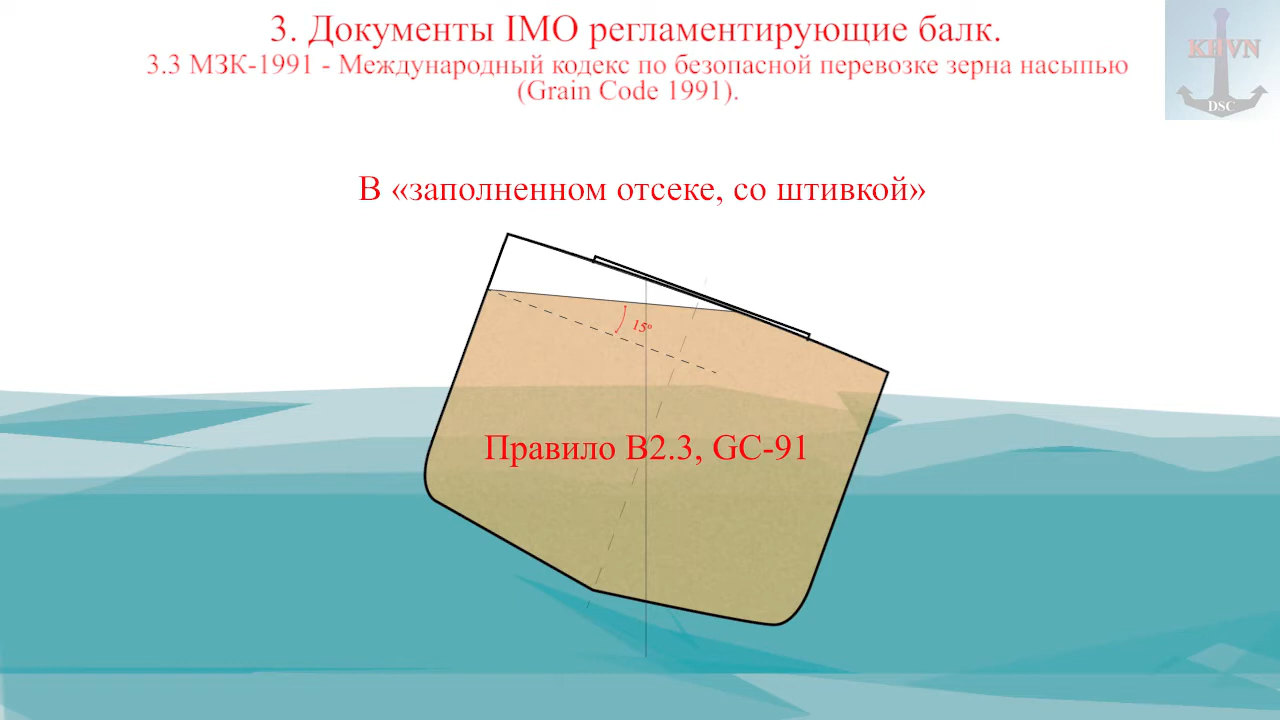 3. Документы IMO регламентирующие балк.
3.3 МЗК-1991 - Международный кодекс по безопасной перевозке зерна насыпью
(Grain Code 1991).
KHVN
DSC
В «заполненном отсеке, со штивкой»
15º
Правило B2.3, GC-91